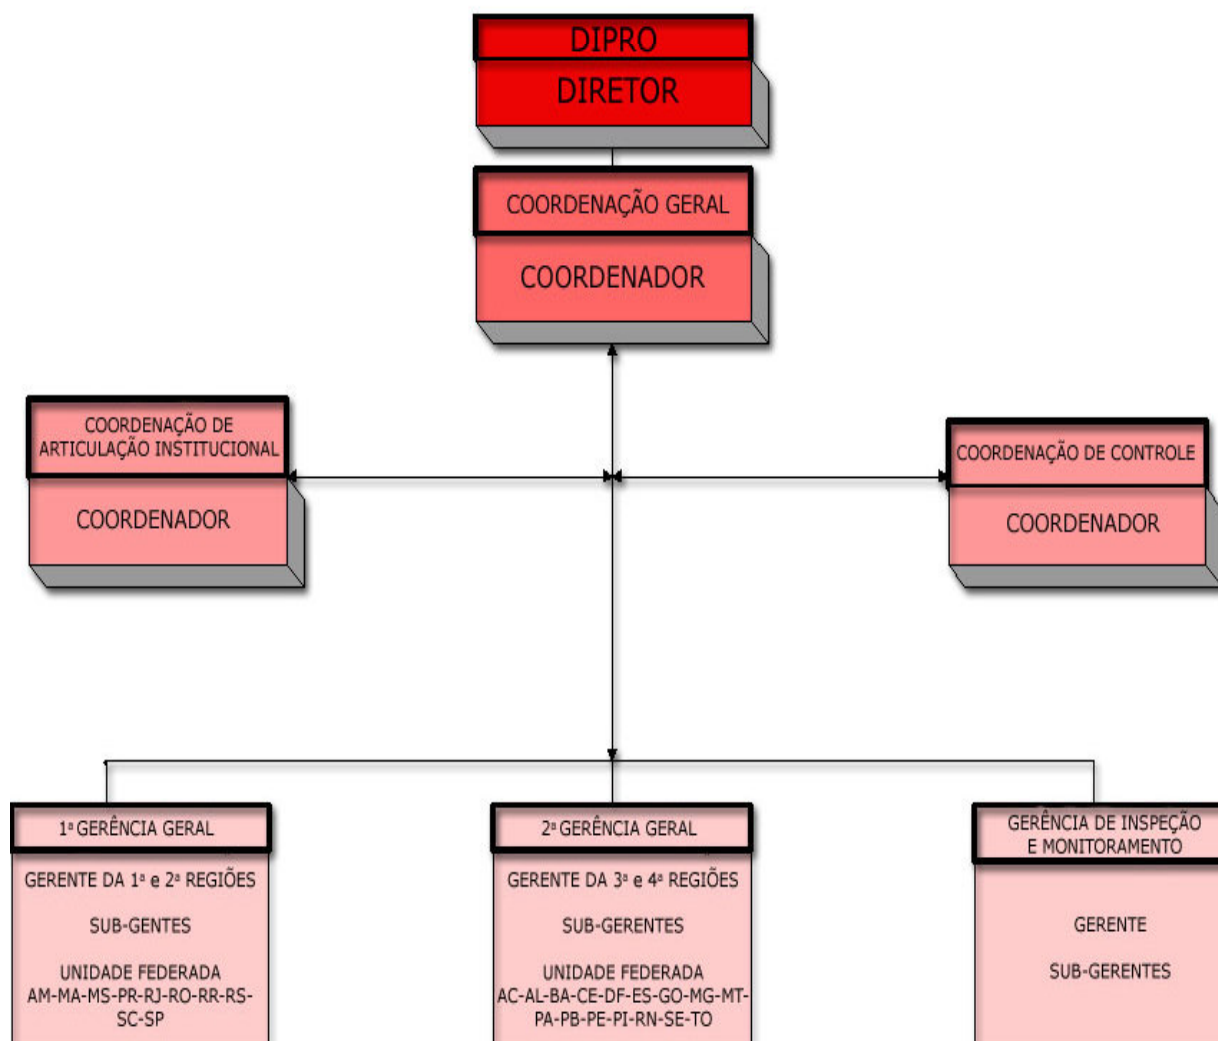 DIPRO
DIRETOR
COORDENAÇÃO GERAL
COORDENADOR
COORDENAÇÃO DE
ARTICULAÇÃO INSTITUCIONAL
COORDENADOR
COORDENAÇÃO DE CONTROLE
COORDENADOR
1ª GERÊNCIA GERAL
GERENTE DA 1ª e 2ª REGIÕES
SUB-GENTES
UNIDADE FEDERADA
AM-MA-MS-PR-RJ-RO-RR-RS-
SC-SP
2ª GERÊNCIA GERAL
GERENTE DA 3ª e 4ª REGIÕES
SUB-GERENTES
UNIDADE FEDERADA
AC-AL-BA-CE-DF-ES-GO-MG-MT-
PA-PB-PE-PI-RN-SE-TO
GERÊNCIA DE INSPEÇÃO
E MONITORAMENTO
GERENTE
SUB-GERENTES